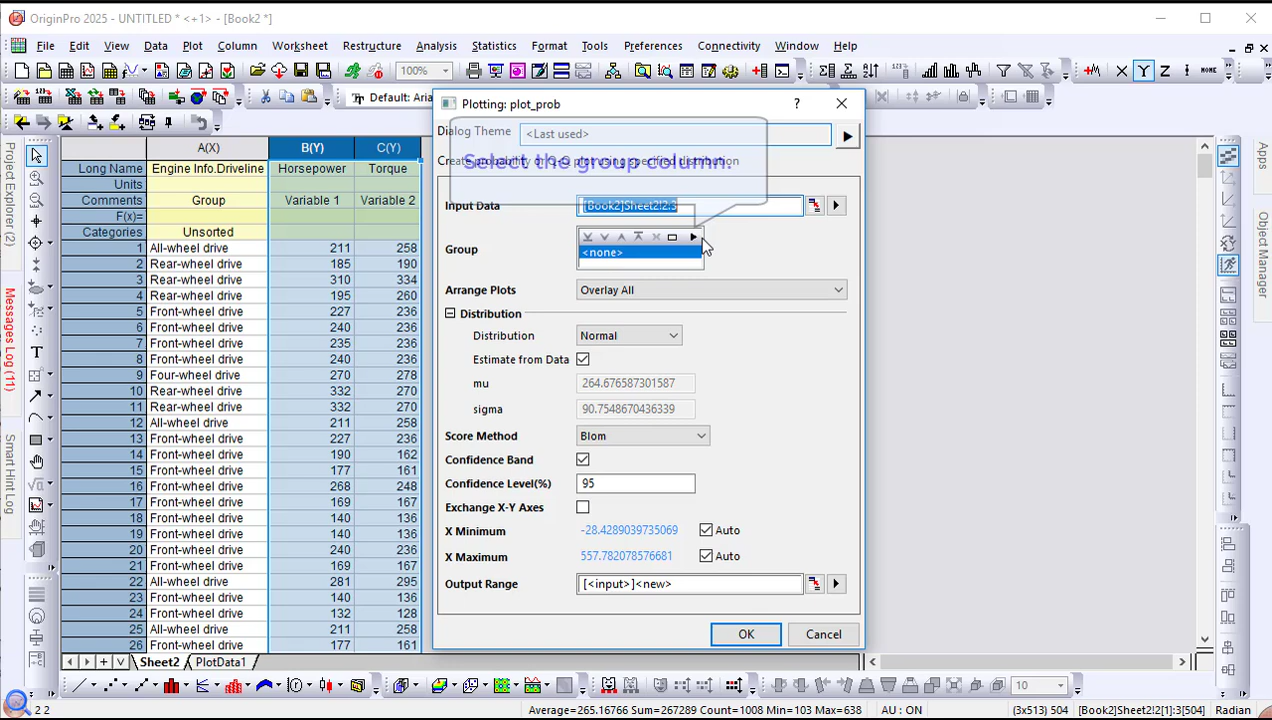 OriginPro 2025 - UNTITLED * <+1> - [Book2 *]
File Edit View Data Plot Column Worksheet Restructure Analysis Statistics Format Tools Preferences Connectivity Window Help
100%
Default: Aria
Plotting: plot_prob
Dialog Theme <Last used>
Create probability or Q-Q plot using specified distribution
Select the group column.
Input Data [Book2]Sheet2!2:3
Group <none>
Arrange Plots Overlay All
Distribution
Distribution Normal
Estimate from Data
mu 264.676587301587
sigma 90.7548670436339
Score Method Blom
Confidence Band
Confidence Level(%) 95
Exchange X-Y Axes
X Minimum -28.4289039735069 Auto
X Maximum 557.782078576681 Auto
Output Range [<input>]<new>
OK Cancel
Project Explorer (2)
Messages Log (11)
Smart Hint Log
Apps
Object Manager
A(X) B(Y) C(Y)
Long Name Engine Info.Driveline Horsepower Torque
Units
Comments Group Variable 1 Variable 2
F(x)=
Categories Unsorted
1 All-wheel drive 211 258
2 Rear-wheel drive 185 190
3 Rear-wheel drive 310 334
4 Rear-wheel drive 195 260
5 Front-wheel drive 227 236
6 Front-wheel drive 240 236
7 Front-wheel drive 235 236
8 Front-wheel drive 240 236
9 Four-wheel drive 270 278
10 Rear-wheel drive 332 270
11 Rear-wheel drive 332 270
12 All-wheel drive 211 258
13 Front-wheel drive 227 236
14 Front-wheel drive 190 162
15 Front-wheel drive 177 161
16 Front-wheel drive 268 248
17 Front-wheel drive 169 167
18 Front-wheel drive 140 136
19 Front-wheel drive 140 136
20 Front-wheel drive 240 236
21 Front-wheel drive 169 167
22 All-wheel drive 281 295
23 Front-wheel drive 140 136
24 Front-wheel drive 132 128
25 All-wheel drive 211 258
26 Front-wheel drive 177 161
Sheet2 PlotData1
10
2 2 Average=265.16766 Sum=267289 Count=1008 Min=103 Max=638 AU : ON (3x513) 504 [Book2]Sheet2!2[1]:3[504] Radian